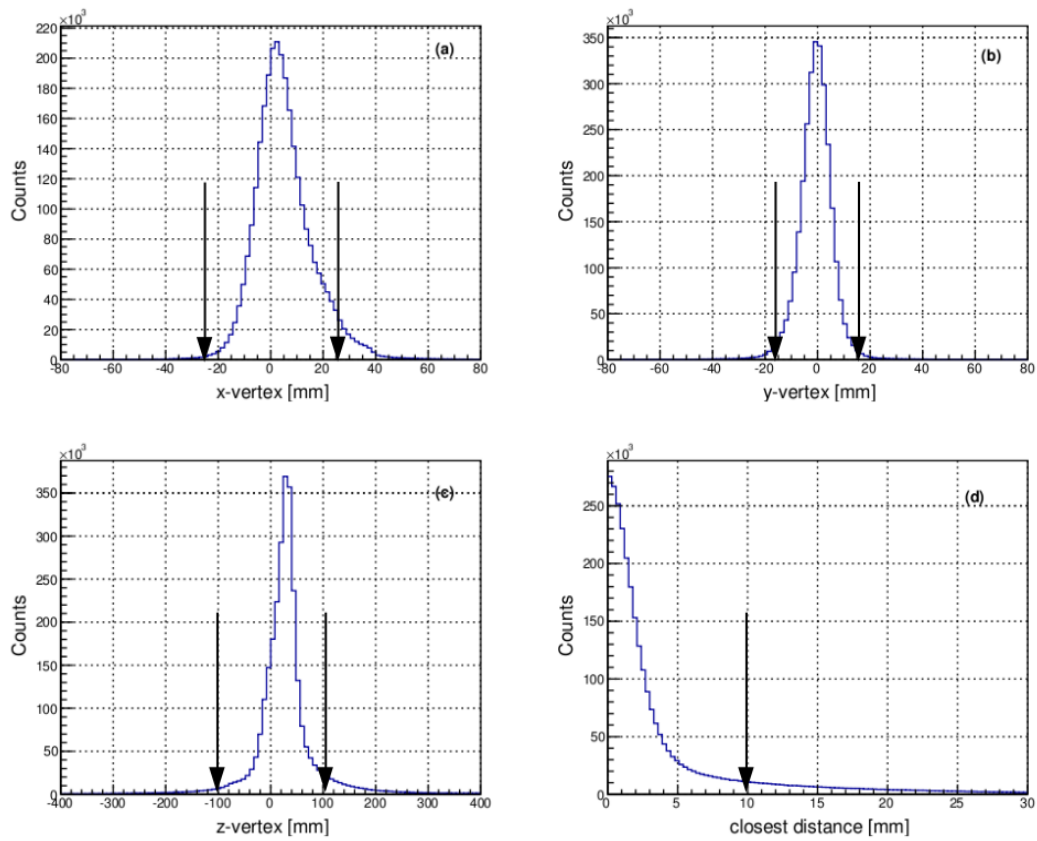 ×10³
220
200
180
160
140
120
100
80
60
40
20
0
Counts
(a)
-80 -60 -40 -20 0 20 40 60 80
x-vertex [mm]
×10³
350
300
250
200
150
100
50
0
Counts
(b)
-80 -60 -40 -20 0 20 40 60 80
y-vertex [mm]
×10³
350
300
250
200
150
100
50
0
Counts
(c)
-400 -300 -200 -100 0 100 200 300 400
z-vertex [mm]
×10³
250
200
150
100
50
0
Counts
(d)
0 5 10 15 20 25 30
closest distance [mm]